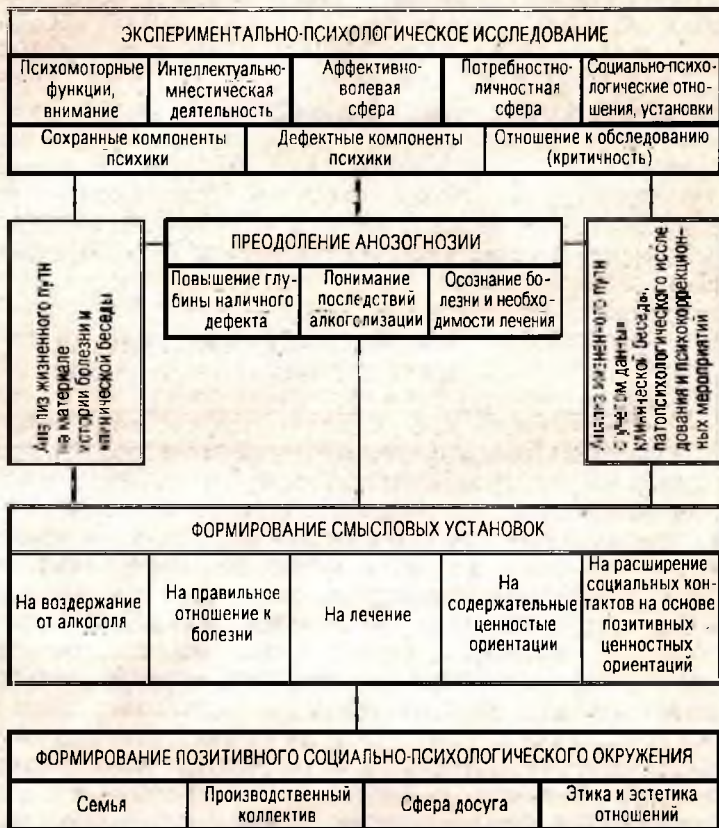 ЭКСПЕРИМЕНТАЛЬНО-ПСИХОЛОГИЧЕСКОЕ ИССЛЕДОВАНИЕ
Психомоторные
функции,
внимание
Интеллектуально-
мнестическая
деятельность
Аффективно-
волевая
сфера
Потребностно-
личностная
сфера
Социально-психо-
логические отно-
шения, установки
Сохранные компоненты
психики
Дефектные компоненты
психики
Отношение к обследованию
(критичность)
Анализ жизненного пути
на материале
истории болезни и
клинической беседы
ПРЕОДОЛЕНИЕ АНОЗОГНОЗИИ
Повышение глу-
бины наличного
дефекта
Понимание
последствий
алкоголизации
Осознание бо-
лезни и необхо-
димости лечения
Анализ жизненного пути
с учетом данных
клинической беседы,
патопсихологического иссле
дования и психокоррекцион-
ных мероприятий
ФОРМИРОВАНИЕ СМЫСЛОВЫХ УСТАНОВОК
На воздержание
от алкоголя
На правильное
отношение к
болезни
На лечение
На
содержательные
ценностые
ориентации
На расширение
социальных кон-
тактов на основе
позитивных
ценностных
ориентаций
ФОРМИРОВАНИЕ ПОЗИТИВНОГО СОЦИАЛЬНО-ПСИХОЛОГИЧЕСКОГО ОКРУЖЕНИЯ
Семья
Производственный
коллектив
Сфера досуга
Этика и эстетика
отношений